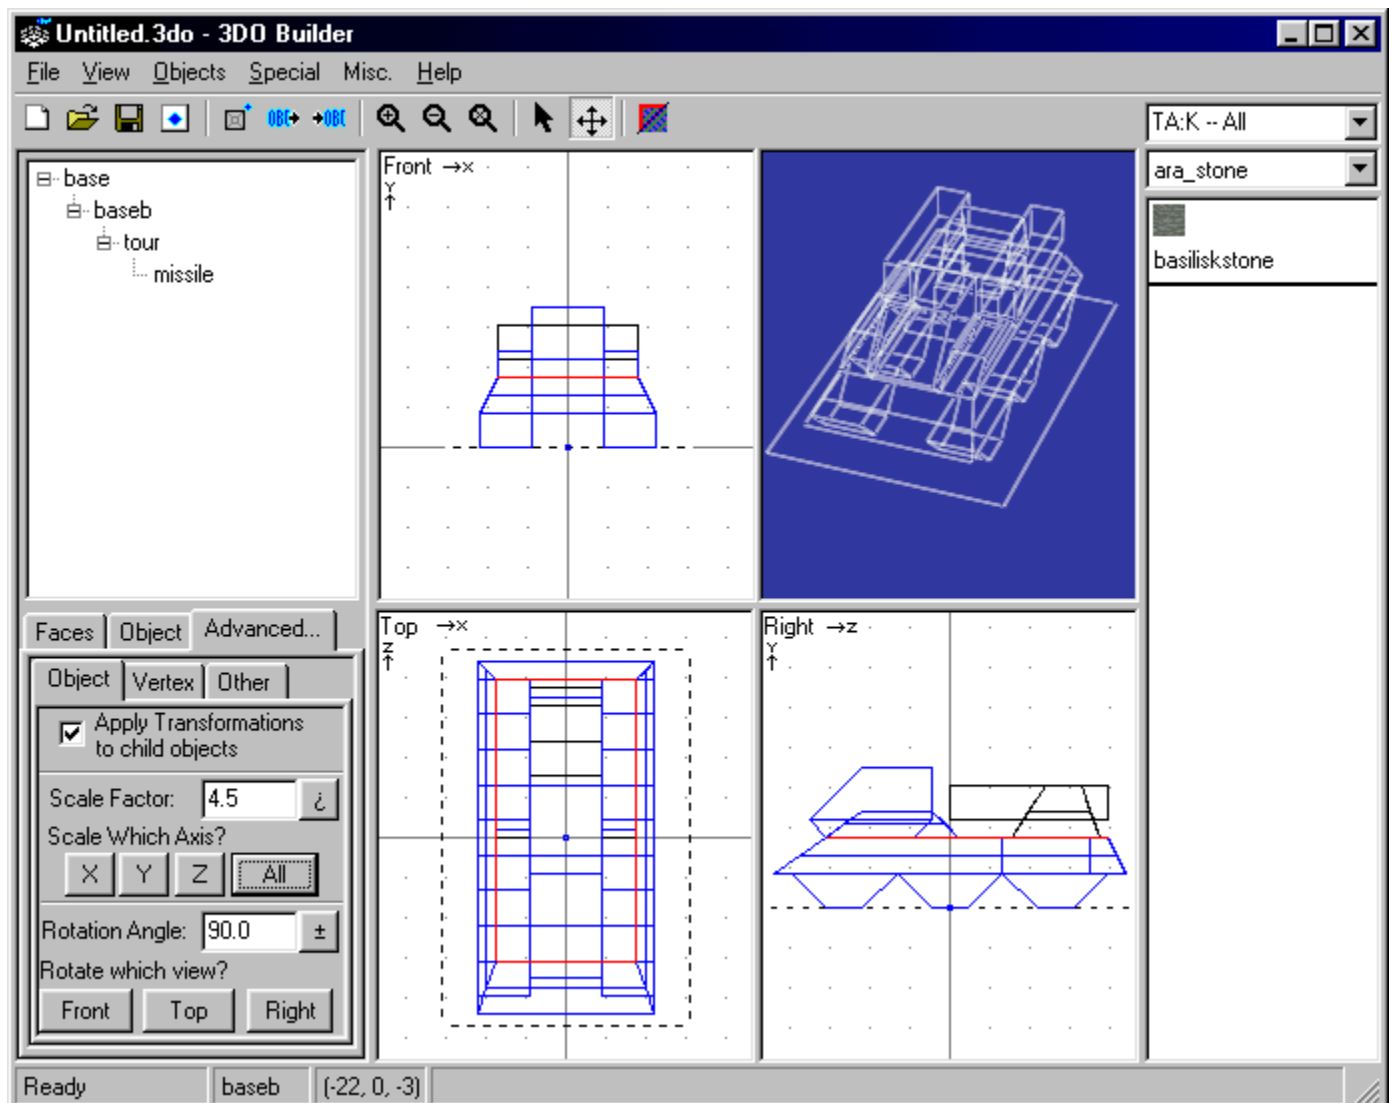 Untitled.3do - 3DO Builder
File View Objects Special Misc. Help
OBJ OBJ
TA:K -- All
ara_stone
basiliskstone
base
baseb
tour
missile
Front →x
Y
↑
Top →x
Z
↑
Right →z
Y
↑
Faces Object Advanced...
Object Vertex Other
Apply Transformations
to child objects
Scale Factor: 4.5 ¿
Scale Which Axis?
X Y Z All
Rotation Angle: 90.0 ±
Rotate which view?
Front Top Right
Ready baseb (-22, 0, -3)